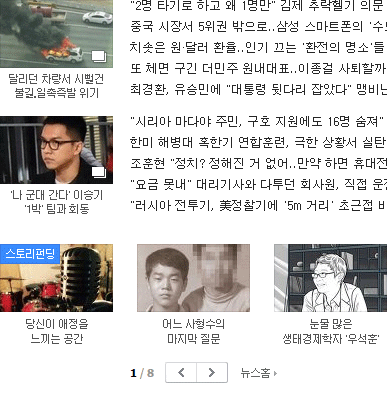 "2명 타기로 하고 왜 1명만" 김제 추락헬기 의문
중국 시장서 5위권 밖으로..삼성 스마트폰의 '수
치솟은 원·달러 환율..인기 끄는 '환전의 명소'들
또 체면 구긴 더민주 원내대표..이종걸 사퇴할까
최경환, 유승민에 "대통령 뒷다리 잡았다" 맹비
달리던 차량서 시뻘건
불길.일촉즉발 위기
"시리아 마다야 주민, 구호 지원에도 16명 숨져"
한미 해병대 혹한기 연합훈련, 극한 상황서 실탄
조훈현 "정치? 정해진 거 없어..만약 하면 휴대전
"요금 못내" 대리기사와 다투던 회사원, 직접 운
"러시아 전투기, 美정찰기에 '5m 거리' 초근접 비
'나 군대 간다' 이승기
'1박' 팀과 회동
스토리펀딩
당신이 애정을
느끼는 공간
어느 사형수의
마지막 질문
눈물 많은
생태경제학자 '우석훈'
1 / 8
뉴스홈